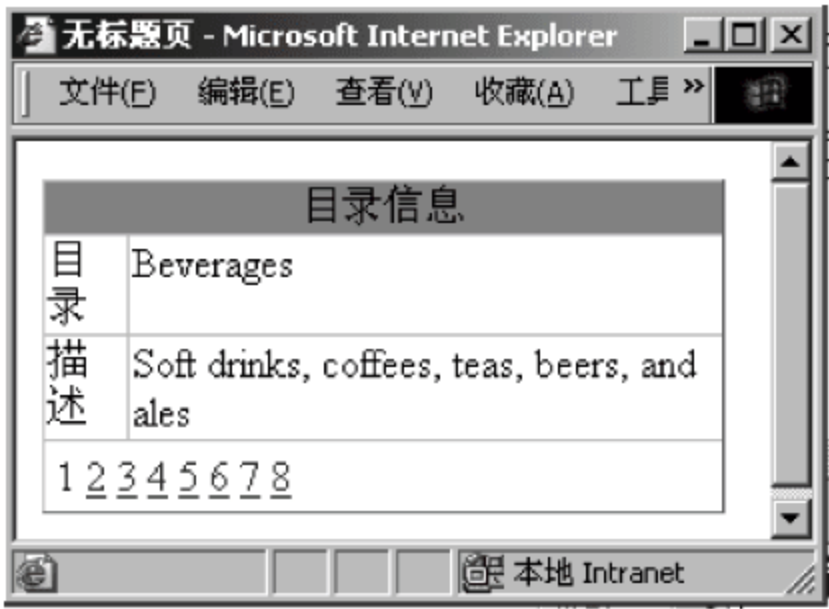 无标题页 - Microsoft Internet Explorer
文件(F) 编辑(E) 查看(V) 收藏(A) 工具 »
目录信息
目
录
Beverages
描
述
Soft drinks, coffees, teas, beers, and
ales
1 2 3 4 5 6 7 8
本地 Intranet